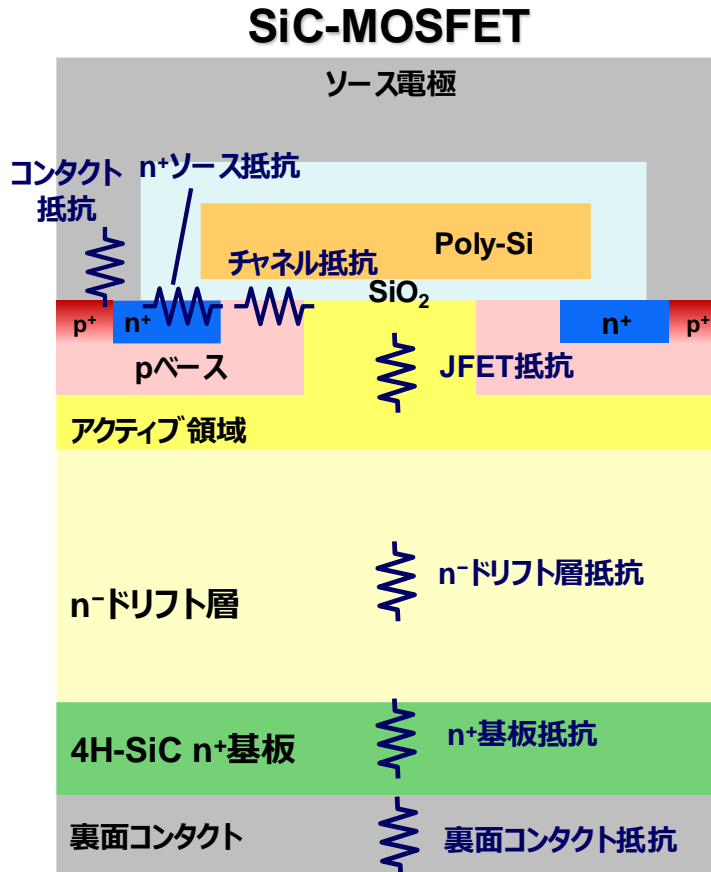 SiC-MOSFET
ソース電極
コンタクト
抵抗
n⁺ソース抵抗
Poly-Si
チャネル抵抗
SiO₂
p⁺
n⁺
n⁺
p⁺
pベース
JFET抵抗
アクティブ領域
n⁻ドリフト層抵抗
n⁻ドリフト層
n⁺基板抵抗
4H-SiC n⁺基板
裏面コンタクト
裏面コンタクト抵抗